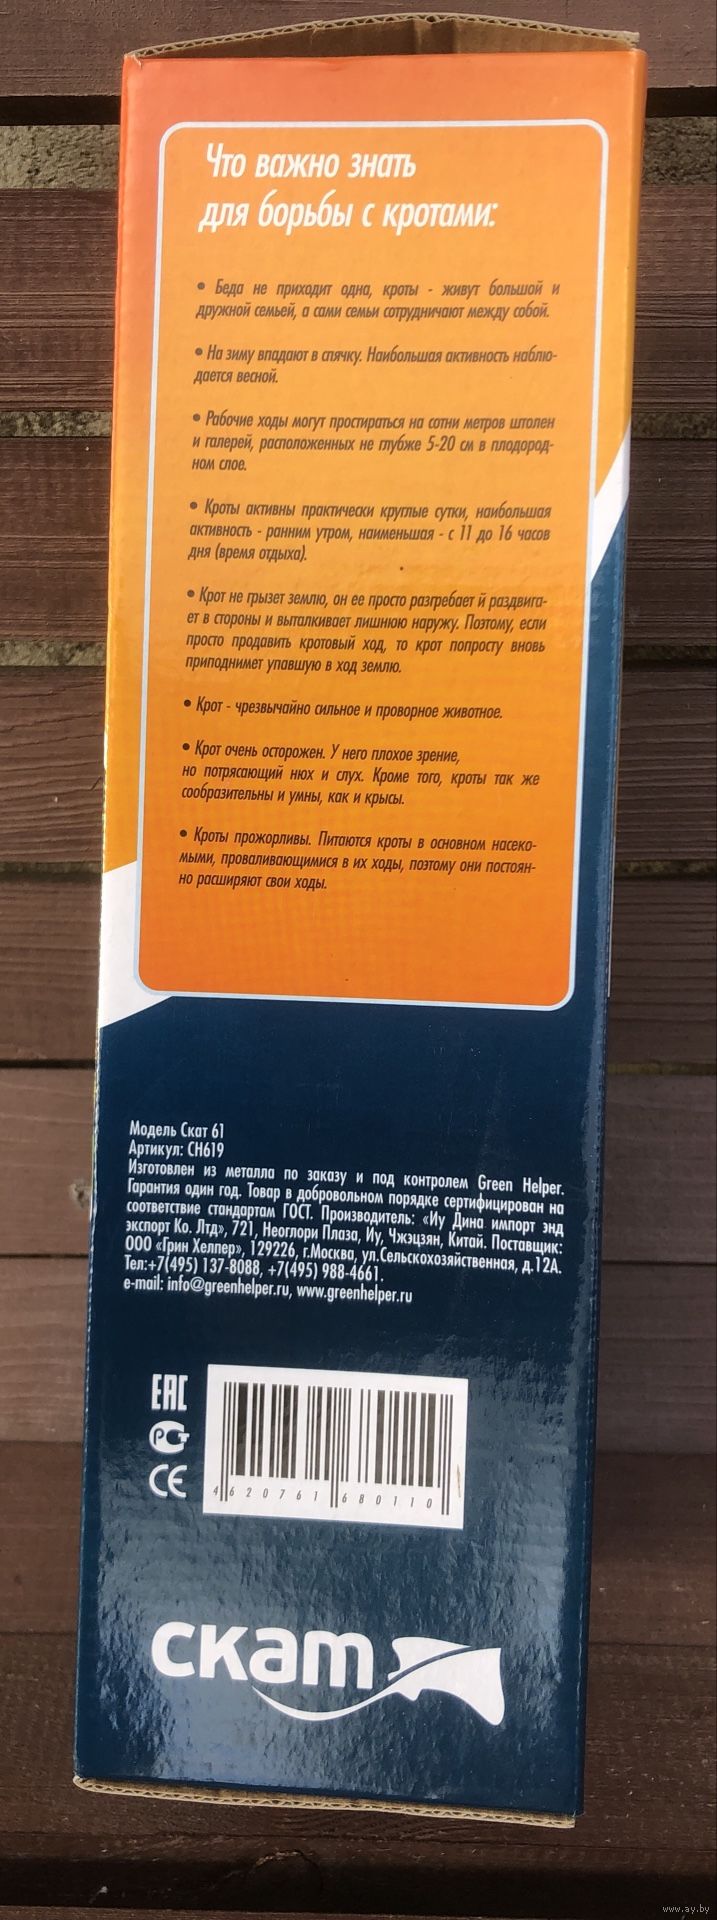 Что важно знать
для борьбы с кротами:
• Беда не приходит одна, кроты - живут большой и
дружной семьей, а сами семьи сотрудничают между собой.
• На зиму впадают в спячку. Наибольшая активность наблю-
дается весной.
• Рабочие ходы могут простираться на сотни метров штолен
и галерей, расположенных не глубже 5-20 см в плодород-
ном слое.
• Кроты активны практически круглые сутки, наибольшая
активность - ранним утром, наименьшая - с 11 до 16 часов
дня (время отдыха).
• Крот не грызет землю, он ее просто разгребает й раздвига-
ет в стороны и выталкивает лишнюю наружу. Поэтому, если
просто продавить кротовый ход, то крот попросту вновь
приподнимет упавшую в ход землю.
• Крот - чрезвычайно сильное и проворное животное.
• Крот очень осторожен. У него плохое зрение,
но потрясающий нюх и слух. Кроме того, кроты так же
сообразительны и умны, как и крысы.
• Кроты прожорливы. Питаются кроты в основном насеко-
мыми, проваливающимися в их ходы, поэтому они постоян-
но расширяют свои ходы.
Модель Скат 61
Артикул: СН619
Изготовлен из металла по заказу и под контролем Green Helper.
Гарантия один год. Товар в добровольном порядке сертифицирован на
соответствие стандартам ГОСТ. Производитель: «Иу Дина импорт энд
экспорт Ко. Лтд», 721, Неоглори Плаза, Иу, Чжэцзян, Китай. Поставщик:
ООО «Грин Хелпер», 129226, г.Москва, ул.Сельскохозяйственная, д.12А.
Тел:+7(495) 137-8088, +7(495) 988-4661.
e-mail: info@greenhelper.ru, www.greenhelper.ru
ЕАС
РСТ
CE
4 620761 680110
скат
www.ay.by